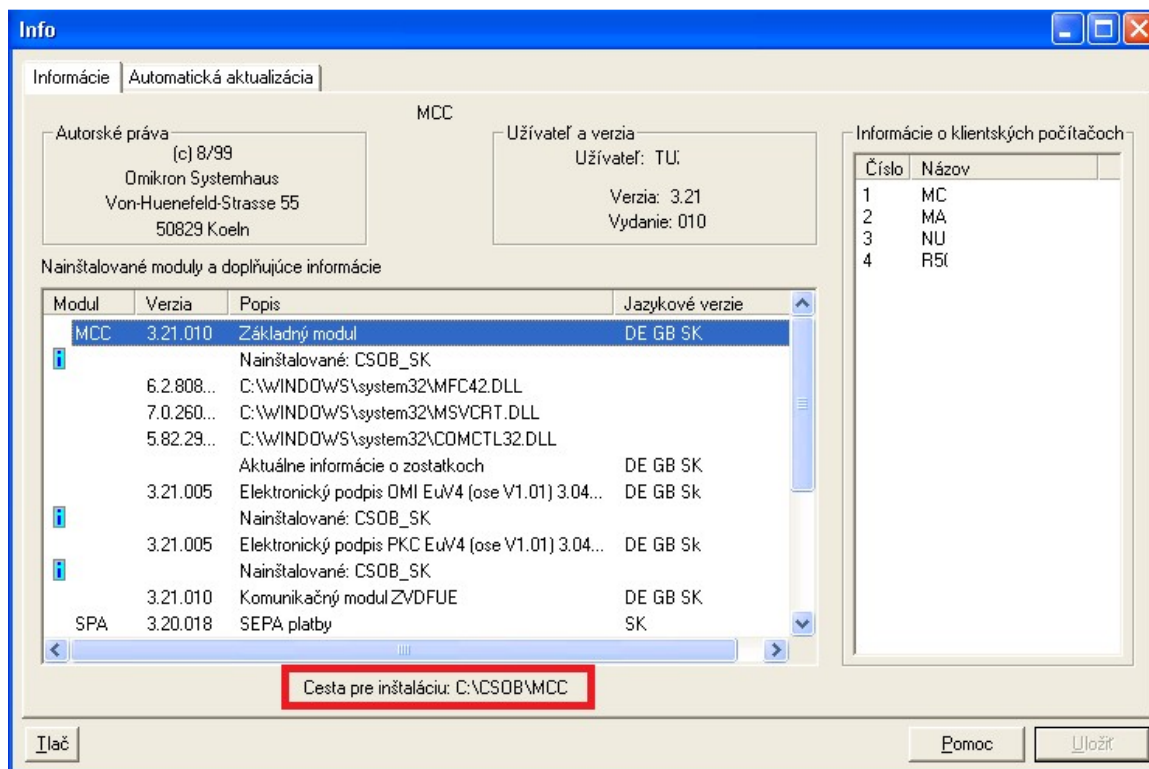 Info
Informácie Automatická aktualizácia
MCC
Autorské práva
(c) 8/99
Omikron Systemhaus
Von-Huenefeld-Strasse 55
50829 Koeln
Užívateľ a verzia
Užívateľ: TU
Verzia: 3.21
Vydanie: 010
Informácie o klientských počítačoch
Číslo Názov
1 MC
2 MA
3 NU
4 R5(
Nainštalované moduly a doplňujúce informácie
Modul Verzia Popis Jazykové verzie
MCC 3.21.010 Základný modul DE GB SK
Nainštalované: CSOB_SK
6.2.808... C:\WINDOWS\system32\MFC42.DLL
7.0.260... C:\WINDOWS\system32\MSVCRT.DLL
5.82.29... C:\WINDOWS\system32\COMCTL32.DLL
Aktuálne informácie o zostatkoch DE GB SK
3.21.005 Elektronický podpis OMI EuV4 (ose V1.01) 3.04... DE GB Sk
Nainštalované: CSOB_SK
3.21.005 Elektronický podpis PKC EuV4 (ose V1.01) 3.04... DE GB Sk
Nainštalované: CSOB_SK
3.21.010 Komunikačný modul ZVDFUE DE GB SK
SPA 3.20.018 SEPA platby SK
Cesta pre inštaláciu: C:\CSOB\MCC
Tlač Pomoc Uložiť